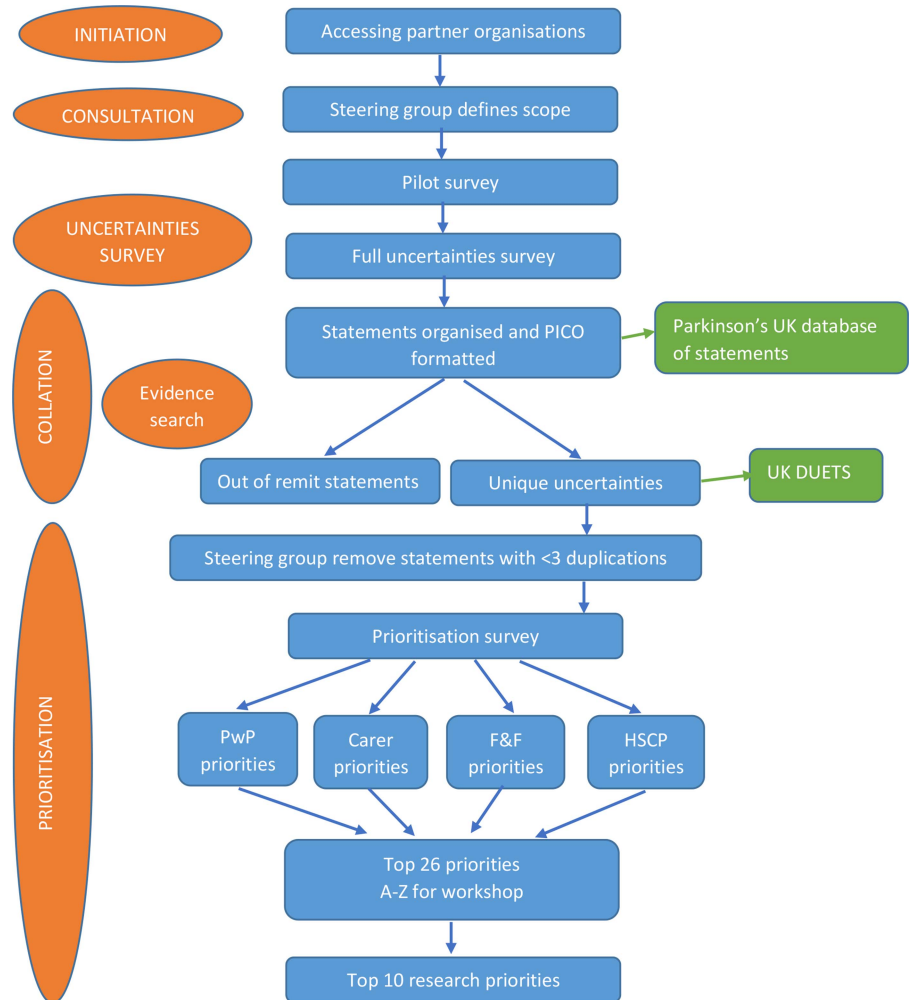 INITIATION
Accessing partner organisations
CONSULTATION
Steering group defines scope
Pilot survey
UNCERTAINTIES
SURVEY
Full uncertainties survey
COLLATION
Evidence
search
Statements organised and PICO
formatted
Parkinson's UK database
of statements
Out of remit statements
Unique uncertainties
UK DUETS
PRIORITISATION
Steering group remove statements with <3 duplications
Prioritisation survey
PwP
priorities
Carer
priorities
F&F
priorities
HSCP
priorities
Top 26 priorities
A-Z for workshop
Top 10 research priorities